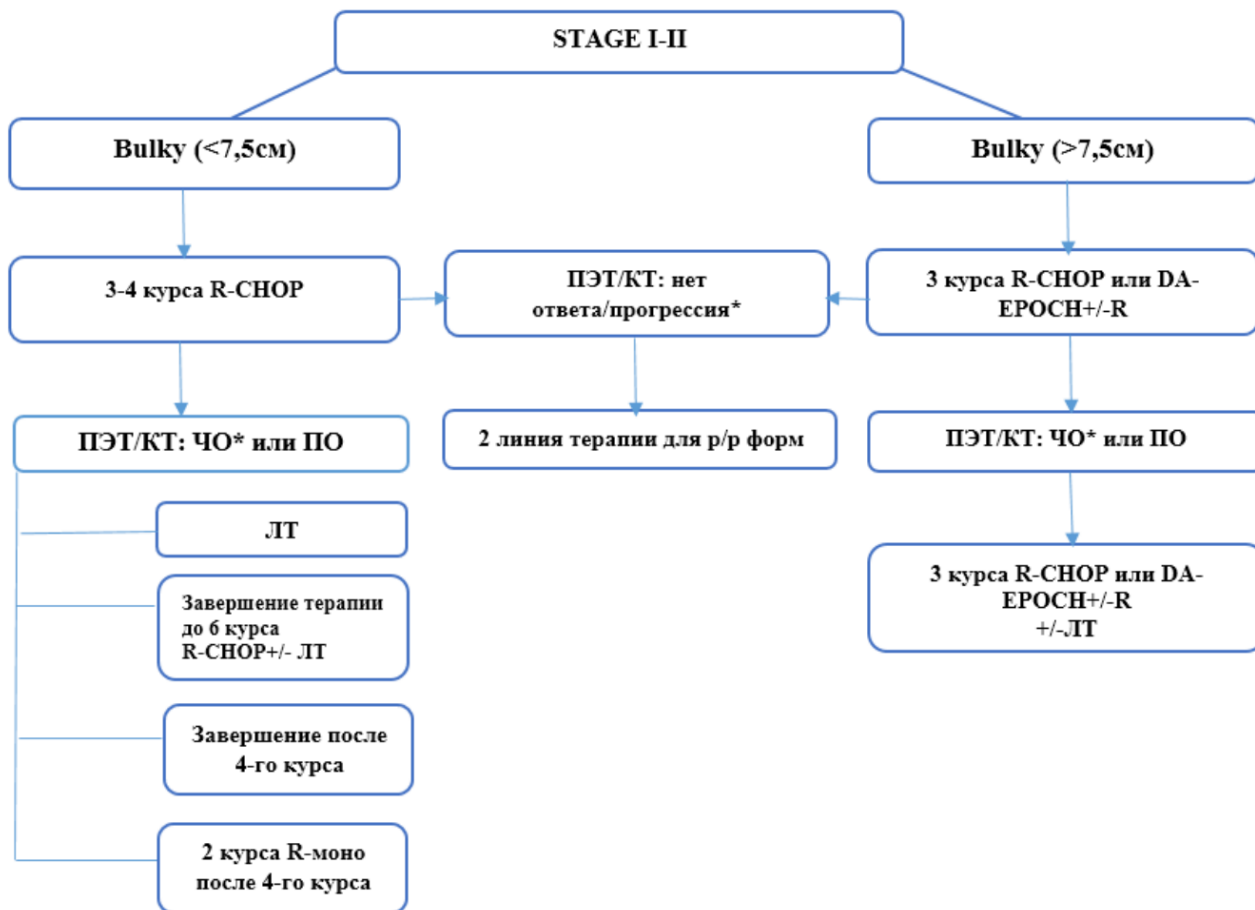 STAGE I-II
Bulky (<7,5см)
Bulky (>7,5см)
3-4 курса R-CHOP
ПЭТ/КТ: нет
ответа/прогрессия*
3 курса R-CHOP или DA-
EPOCH+/-R
ПЭТ/КТ: ЧО* или ПО
2 линия терапии для р/р форм
ПЭТ/КТ: ЧО* или ПО
ЛТ
Завершение терапии
до 6 курса
R-CHOP+/- ЛТ
Завершение после
4-го курса
2 курса R-моно
после 4-го курса
3 курса R-CHOP или DA-
EPOCH+/-R
+/-ЛТ